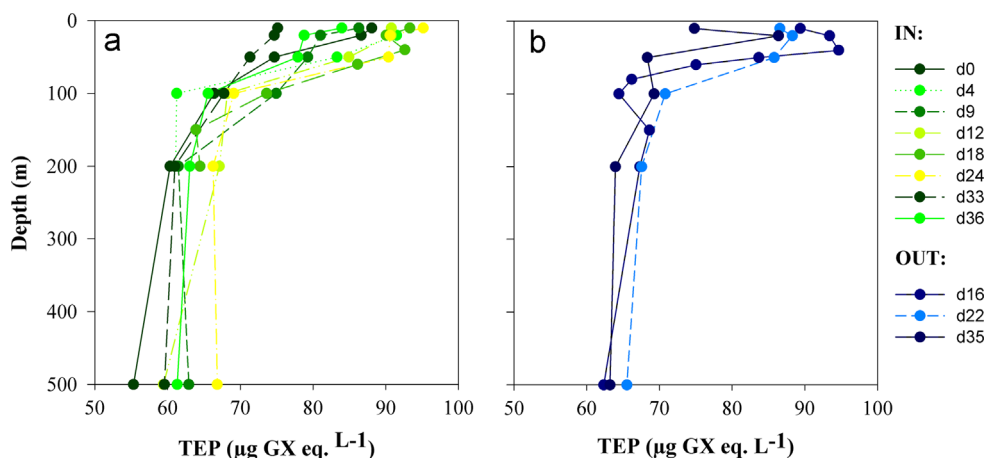 a
b
0
100
200
300
400
500
Depth (m)
50 60 70 80 90 100
50 60 70 80 90 100
TEP (µg GX eq. L-1)
TEP (µg GX eq. L-1)
IN:
d0
d4
d9
d12
d18
d24
d33
d36
OUT:
d16
d22
d35